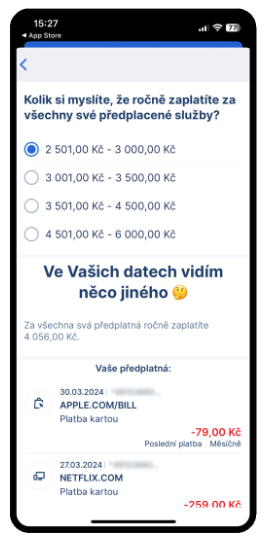 15:27
77
◀ App Store
Kolik si myslíte, že ročně zaplatíte za
všechny své předplacené služby?
2 501,00 Kč - 3 000,00 Kč
3 001,00 Kč - 3 500,00 Kč
3 501,00 Kč - 4 500,00 Kč
4 501,00 Kč - 6 000,00 Kč
Ve Vašich datech vidím
něco jiného 🤔
Za všechna svá předplatná ročně zaplatíte
4 056,00 Kč.
Vaše předplatná:
30.03.2024
APPLE.COM/BILL
Platba kartou
-79,00 Kč
Poslední platba Měsíčně
27.03.2024
NETFLIX.COM
Platba kartou
-259,00 Kč